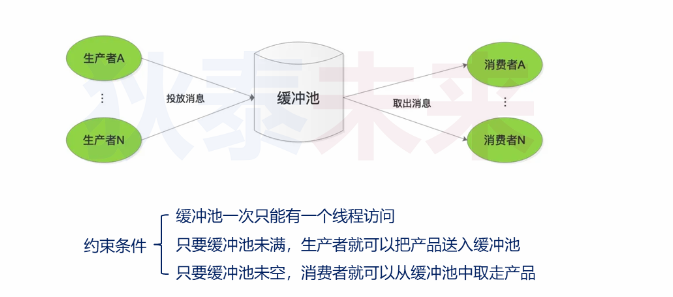 狄泰未来
生产者A
消费者A
⋮
投放消息
缓冲池
取出消息
⋮
生产者N
消费者N
缓冲池一次只能有一个线程访问
约束条件
只要缓冲池未满，生产者就可以把产品送入缓冲池
只要缓冲池未空，消费者就可以从缓冲池中取走产品